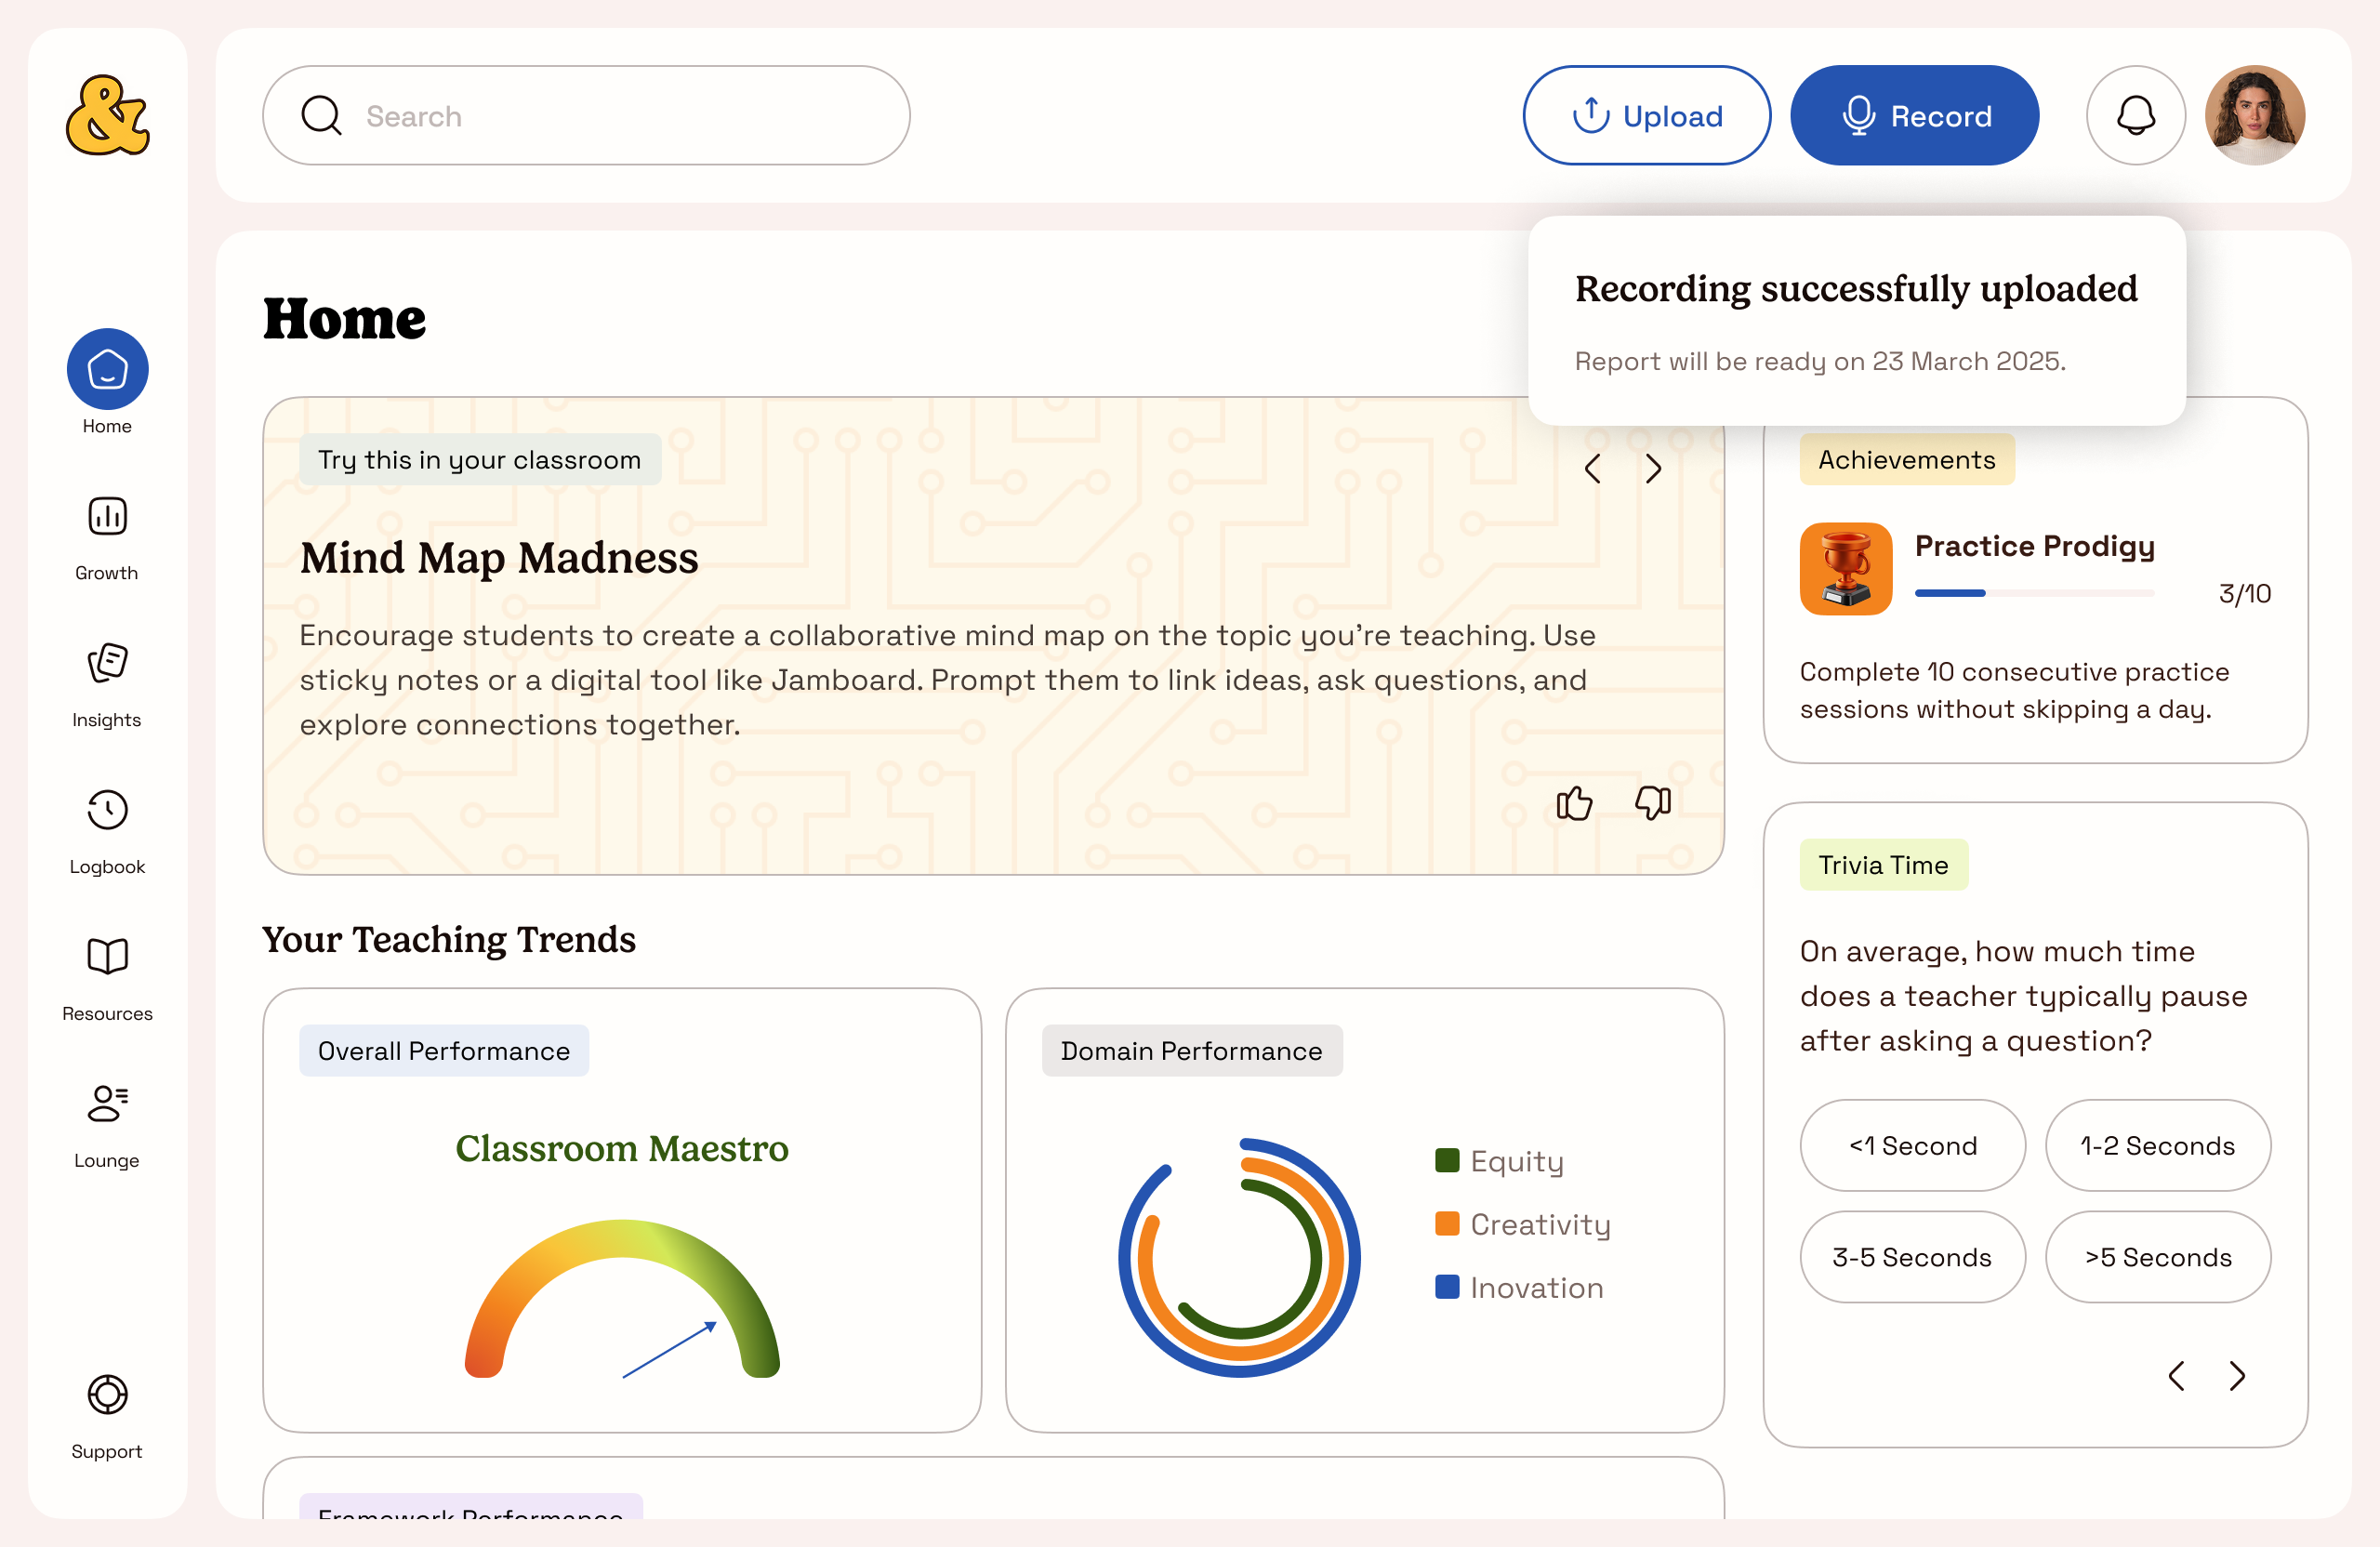 &
Search
Upload
Record
Recording successfully uploaded
Report will be ready on 23 March 2025.
Home
Growth
Insights
Logbook
Resources
Lounge
Support
Home
Try this in your classroom
Mind Map Madness
Encourage students to create a collaborative mind map on the topic you're teaching. Use
sticky notes or a digital tool like Jamboard. Prompt them to link ideas, ask questions, and
explore connections together.
Your Teaching Trends
Overall Performance
Classroom Maestro
Domain Performance
Equity
Creativity
Inovation
Framework Performance
Achievements
Practice Prodigy
3/10
Complete 10 consecutive practice
sessions without skipping a day.
Trivia Time
On average, how much time
does a teacher typically pause
after asking a question?
<1 Second
1-2 Seconds
3-5 Seconds
>5 Seconds